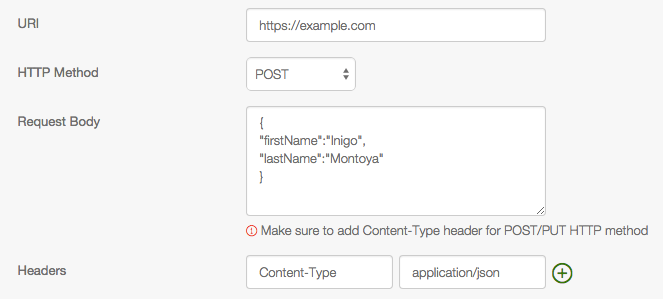 URI https://example.com
HTTP Method POST
Request Body {
"firstName":"Inigo",
"lastName":"Montoya"
}
Make sure to add Content-Type header for POST/PUT HTTP method
Headers Content-Type application/json